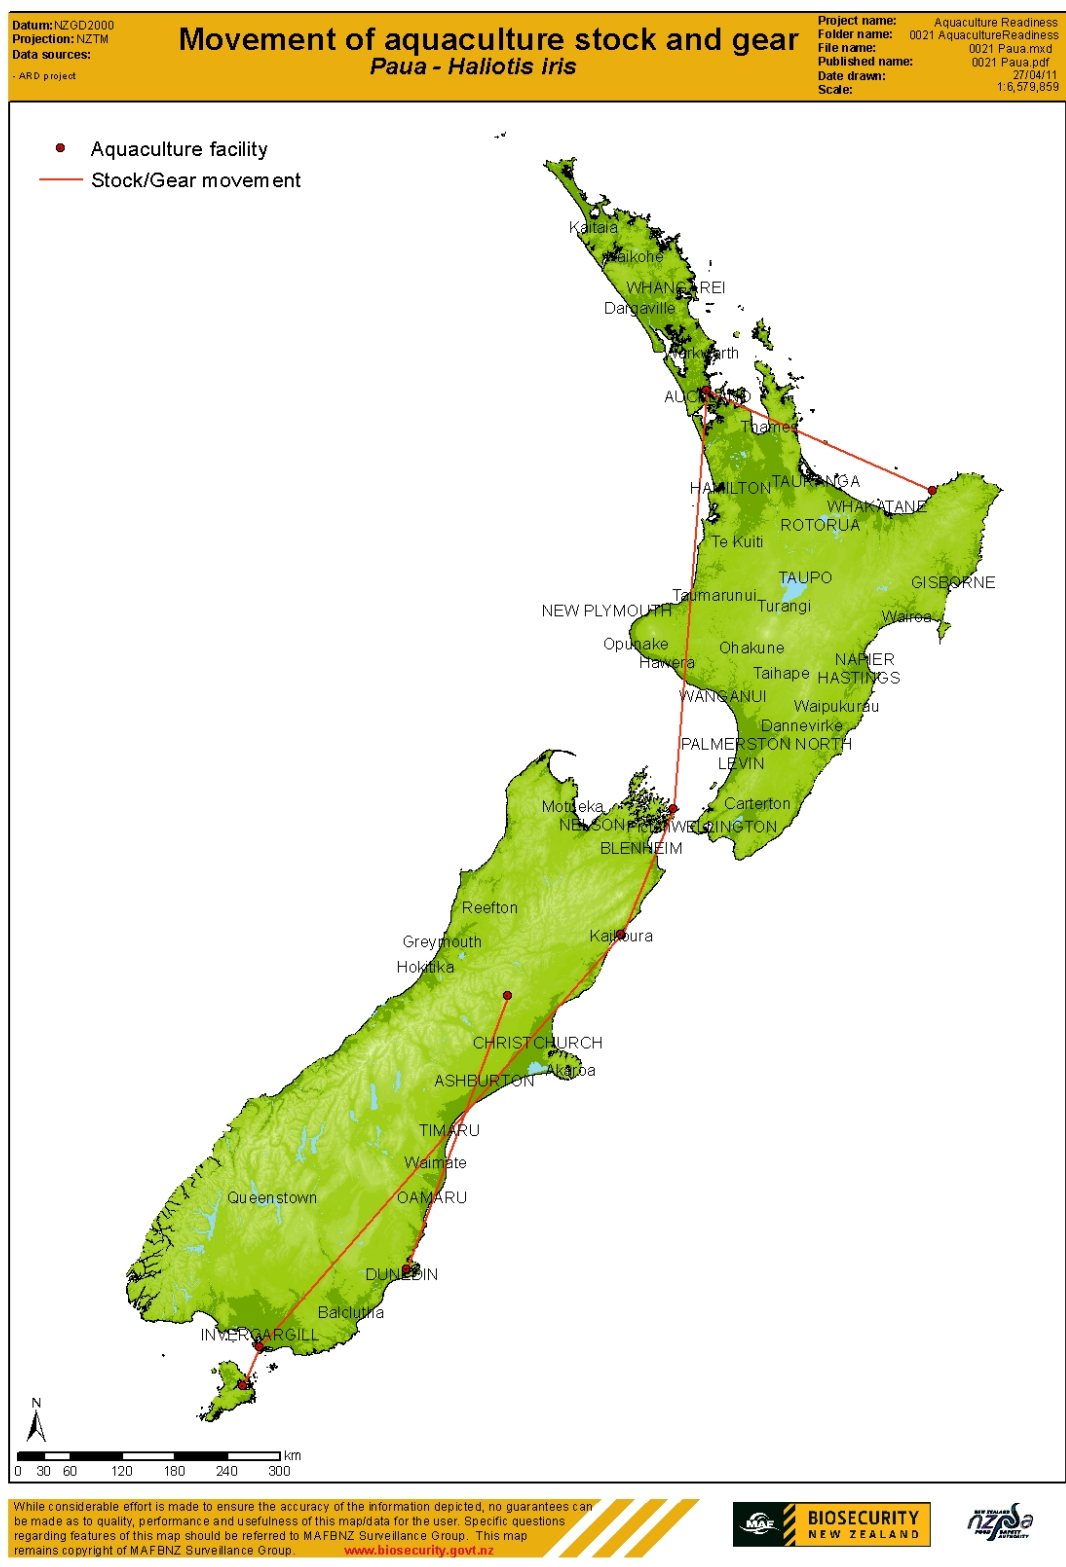 Datum: NZGD2000
Projection: NZTM
Data sources:
- ARD project
Movement of aquaculture stock and gear
Paua - Haliotis iris
Project name: Aquaculture Readiness
Folder name: 0021 AquacultureReadiness
File name: 0021 Paua.mxd
Published name: 0021 Paua.pdf
Date drawn: 27/04/11
Scale: 1:6,579,859
Aquaculture facility
Stock/Gear movement
Kaitaia
WHANGAREI
Dargaville
Warkworth
AUCKLAND
Thames
HAMILTON
TAURANGA
WHAKATANE
ROTORUA
Te Kuiti
TAUPO
GISBORNE
Taumarunui
Turangi
NEW PLYMOUTH
Wairoa
Opunake
Ohakune
Hawera
NAPIER
Taihape
HASTINGS
WANGANUI
Waipukurau
Dannevirke
PALMERSTON NORTH
LEVIN
Motueka
Carterton
NELSON
WELLINGTON
BLENHEIM
Reefton
Kaikoura
Greymouth
Hokitika
CHRISTCHURCH
Akaroa
ASHBURTON
TIMARU
Waimate
Queenstown
OAMARU
DUNEDIN
Balclutha
INVERCARGILL
N
km
0 30 60 120 180 240 300
While considerable effort is made to ensure the accuracy of the information depicted, no guarantees can
be made as to quality, performance and usefulness of this map/data for the user. Specific questions
regarding features of this map should be referred to MAFBNZ Surveillance Group. This map
remains copyright of MAFBNZ Surveillance Group. www.biosecurity.govt.nz
MAF
BIOSECURITY
NEW ZEALAND
NEW ZEALAND
nzfsa
FOOD SAFETY
AUTHORITY